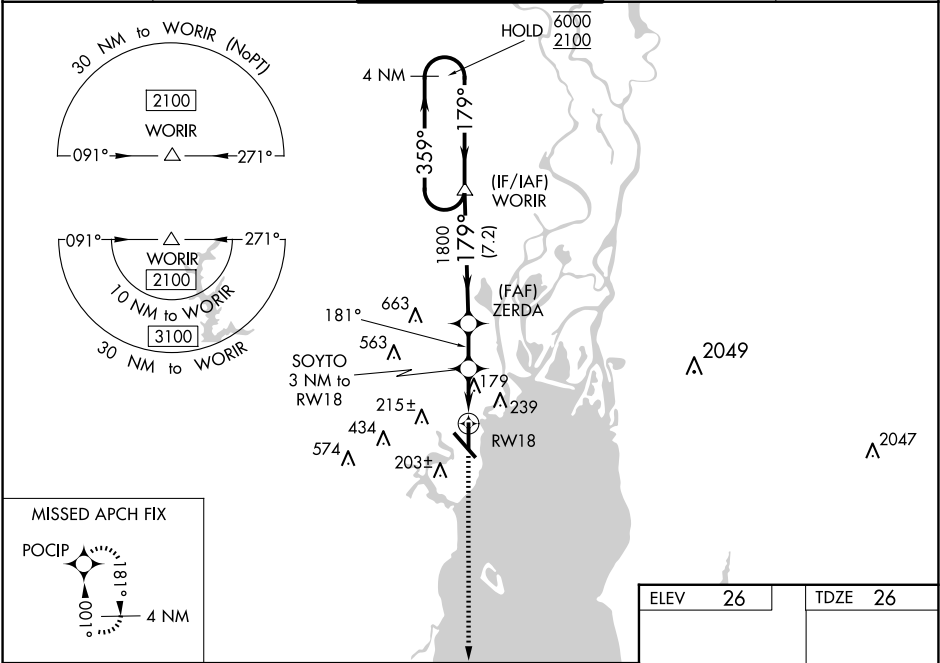 30 NM to WORIR (NoPT)
2100
WORIR
091°
271°
091°
271°
WORIR
2100
10 NM to WORIR
3100
30 NM to WORIR
HOLD
6000
2100
4 NM
359°
179°
(IF/IAF)
WORIR
1800
179°
(7.2)
(FAF)
ZERDA
181°
663
563
SOYTO
3 NM to
RW18
179
239
215±
434
574
203±
RW18
2049
2047
MISSED APCH FIX
POCIP
181°
001°
4 NM
ELEV 26
TDZE 26